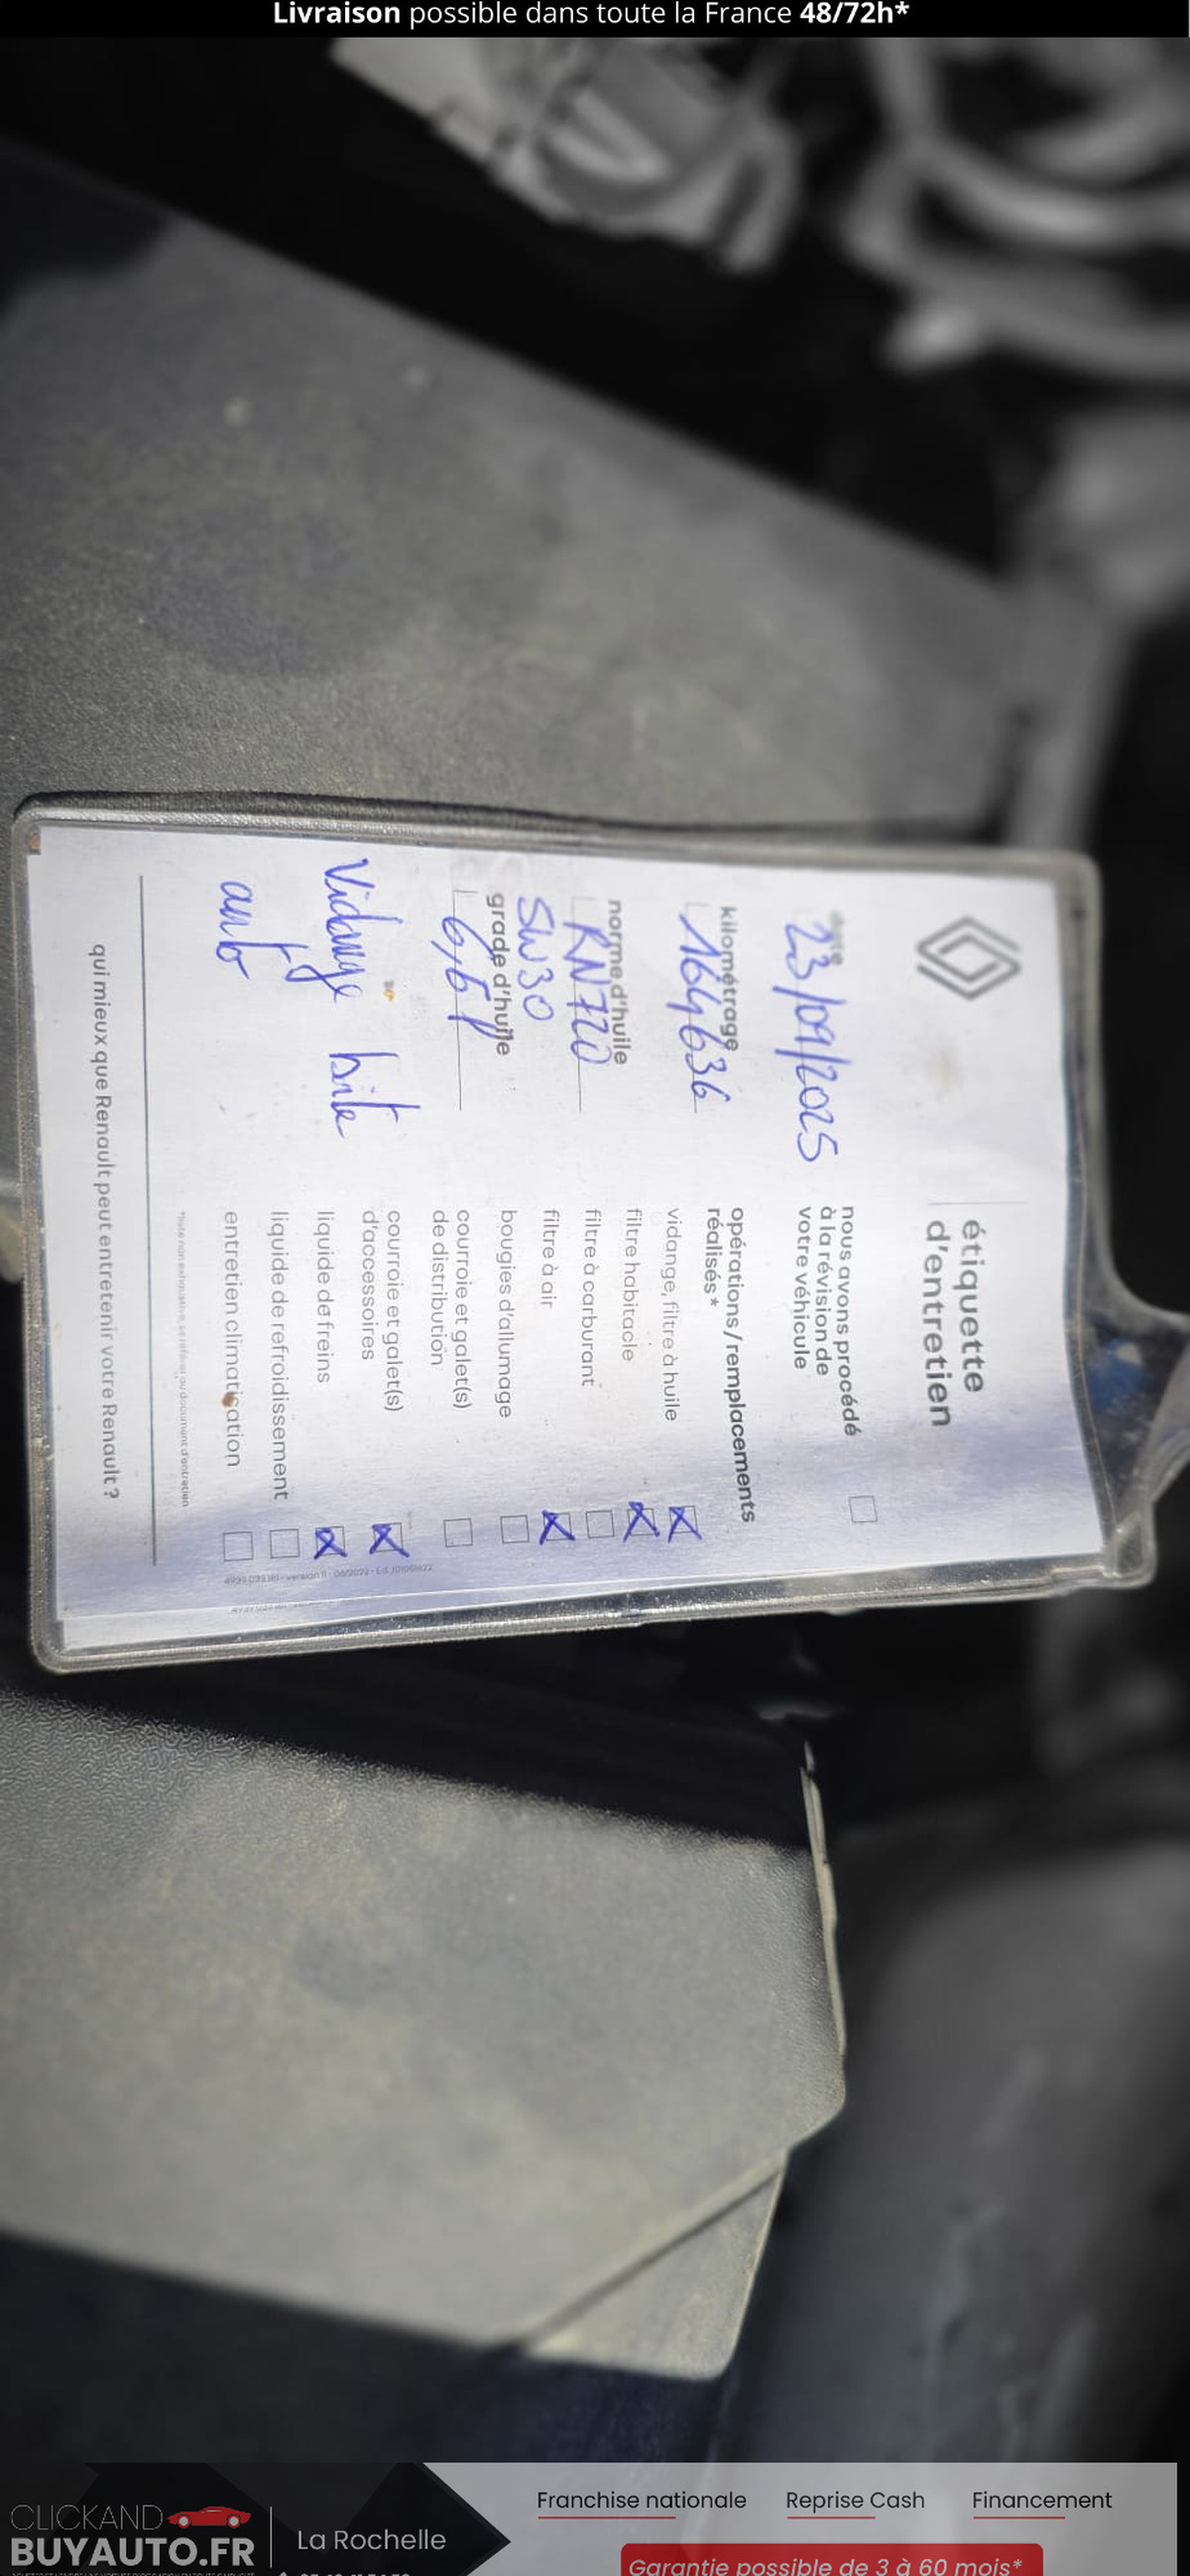 Livraison possible dans toute la France 48/72h*
étiquette
d'entretien
date
23/09/2025
kilométrage
164636
norme d'huile
RN720
5W30
grade d'huile
6,5 l
Vidange boite
auto
nous avons procédé
à la révision de
votre véhicule
opérations / remplacements
réalisés*
vidange, filtre à huile
filtre habitacle
filtre à carburant
filtre à air
bougies d'allumage
courroie et galet(s)
de distribution
courroie et galet(s)
d'accessoires
liquide de freins
liquide de refroidissement
entretien climatisation
qui mieux que Renault peut entretenir votre Renault ?
CLICKAND
BUYAUTO.FR
La Rochelle
Franchise nationale Reprise Cash Financement
Garantie possible de 3 à 60 mois*